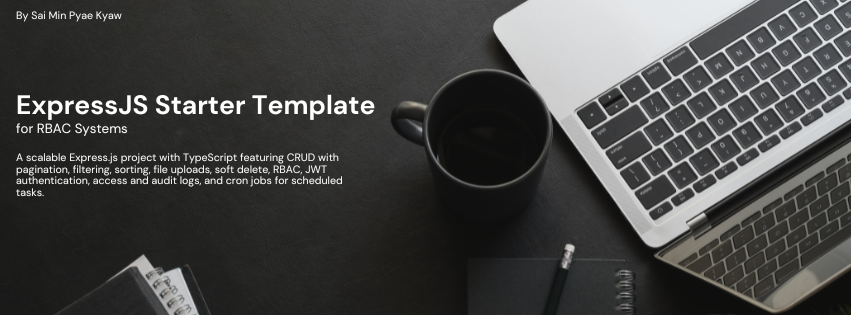 By Sai Min Pyae Kyaw
ExpressJS Starter Template
for RBAC Systems
A scalable Express.js project with TypeScript featuring CRUD with
pagination, filtering, sorting, file uploads, soft delete, RBAC, JWT
authentication, access and audit logs, and cron jobs for scheduled
tasks.